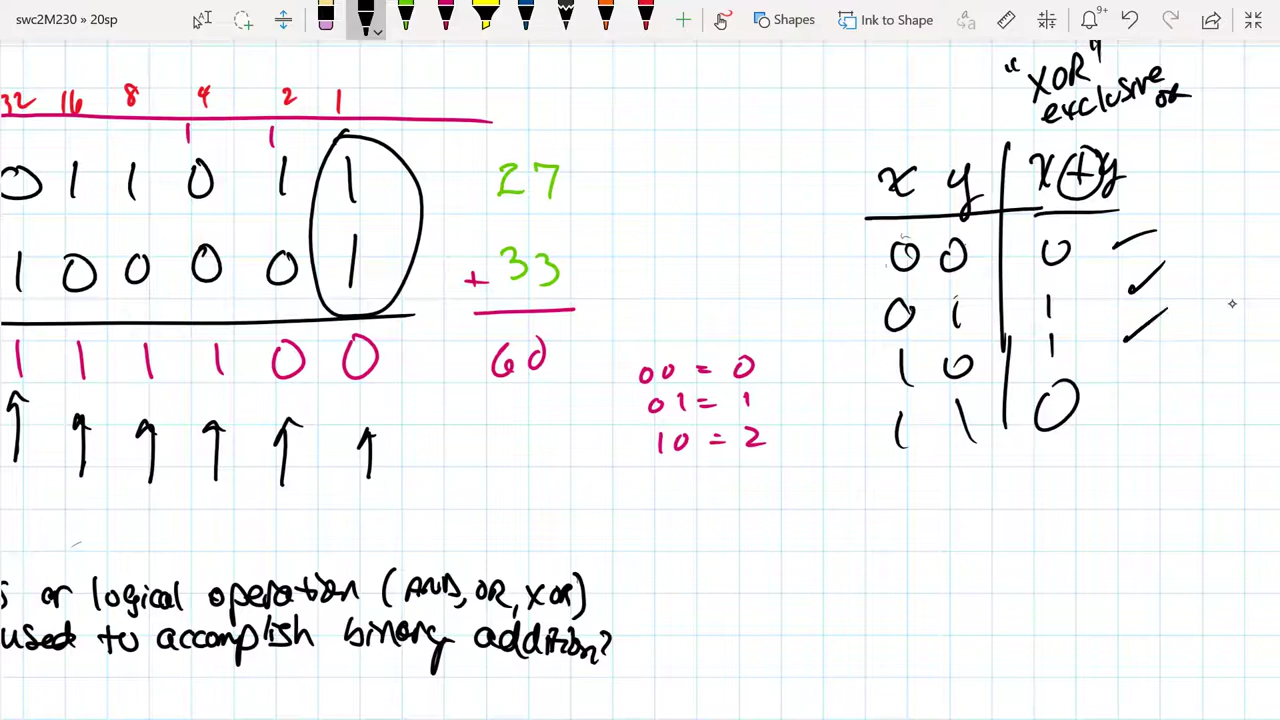 swc2M230 » 20sp
Shapes
Ink to Shape
9+
"XOR"
exclusive
or
32 16 8 4 2 1
1 1
0 1 1 0 1 1 27
1 0 0 0 0 1 + 33
1 1 1 1 0 0 60
00 = 0
01 = 1
10 = 2
x y x ⊕ y
0 0 0 ✓
0 1 1 ✓
1 0 1 ✓
1 1 0
s or logical operation (AND, OR, XOR)
used to accomplish binary addition?